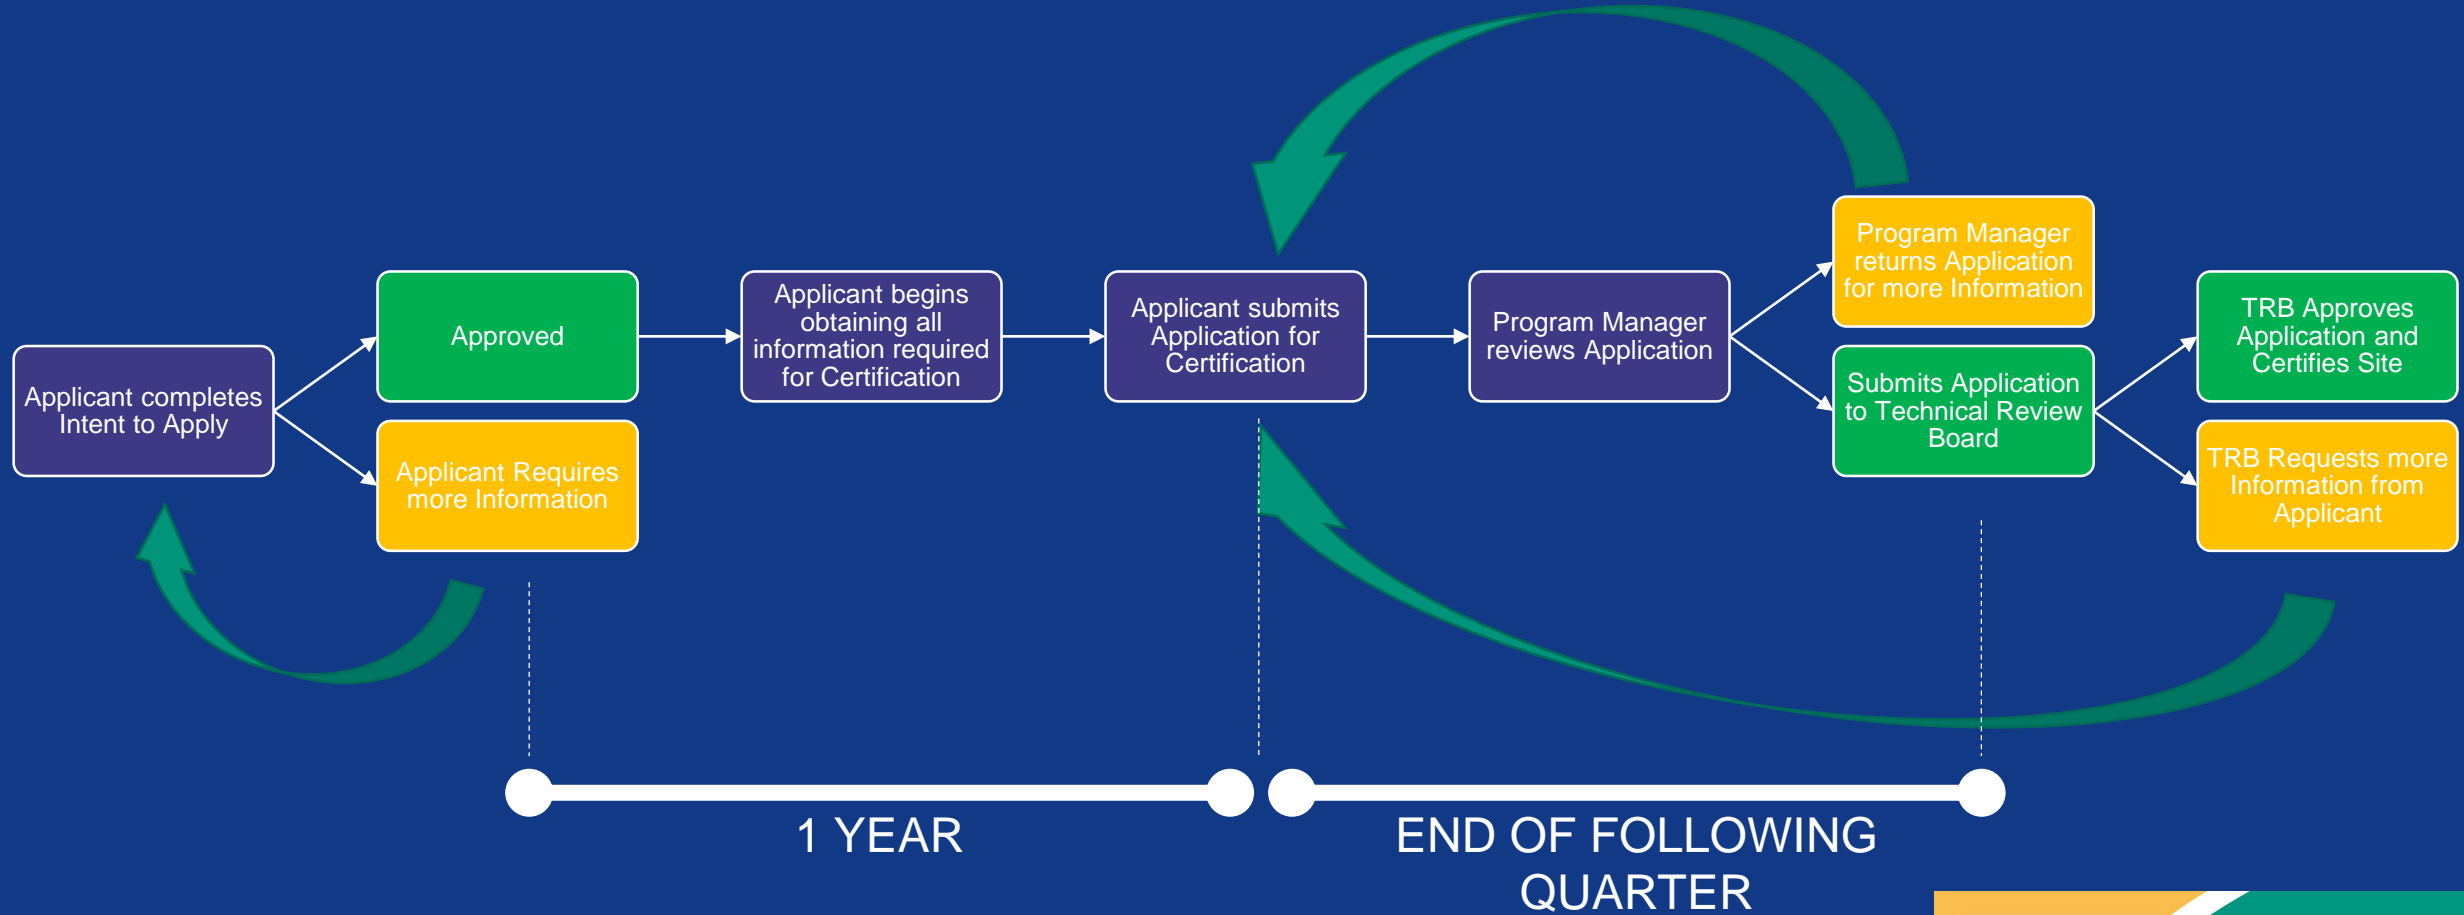 Applicant completes
Intent to Apply
Approved
Applicant Requires
more Information
Applicant begins
obtaining all
information required
for Certification
Applicant submits
Application for
Certification
Program Manager
reviews Application
Program Manager
returns Application
for more Information
Submits Application
to Technical Review
Board
TRB Approves
Application and
Certifies Site
TRB Requests more
Information from
Applicant
1 YEAR
END OF FOLLOWING
QUARTER